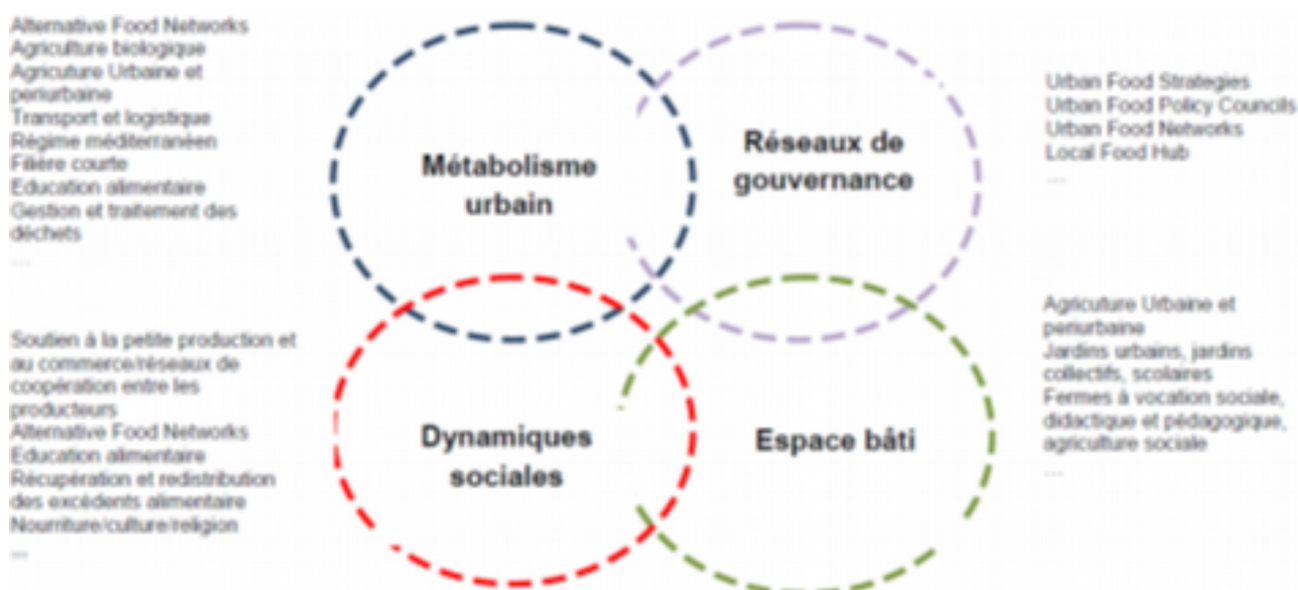 Alternative Food Networks
Agriculture biologique
Agricuture Urbaine et
periurbaine
Transport et logistique
Régime méditerranéen
Filière courte
Education alimentaire
Gestion et traitement des
déchets
...
Métabolisme
urbain
Réseaux de
gouvernance
Urban Food Strategies
Urban Food Policy Councils
Urban Food Networks
Local Food Hub
...
Soutien à la petite production et
au commerce/réseaux de
coopération entre les
producteurs
Alternative Food Networks
Education alimentaire
Récupération et redistribution
des excédents alimentaire
Nourriture/culture/religion
...
Dynamiques
sociales
Espace bâti
Agricuture Urbaine et
periurbaine
Jardins urbains, jardins
collectifs, scolaires
Fermes à vocation sociale,
didactique et pédagogique,
agriculture sociale
...